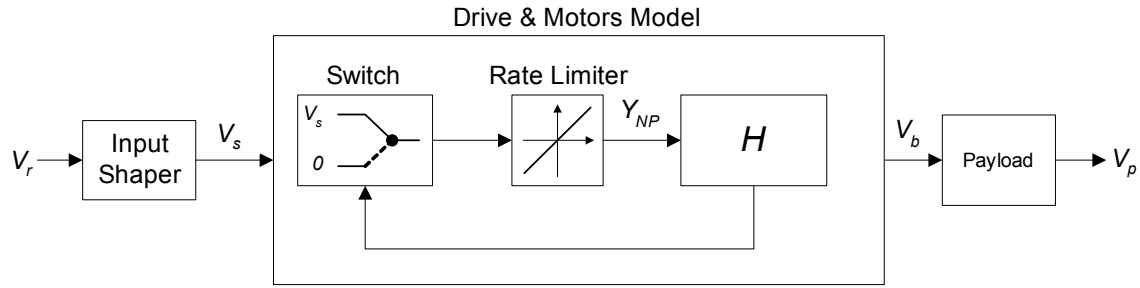 Drive & Motors Model
Switch
Rate Limiter
V_r
Input
Shaper
V_s
V_s
0
Y_NP
H
V_b
Payload
V_p